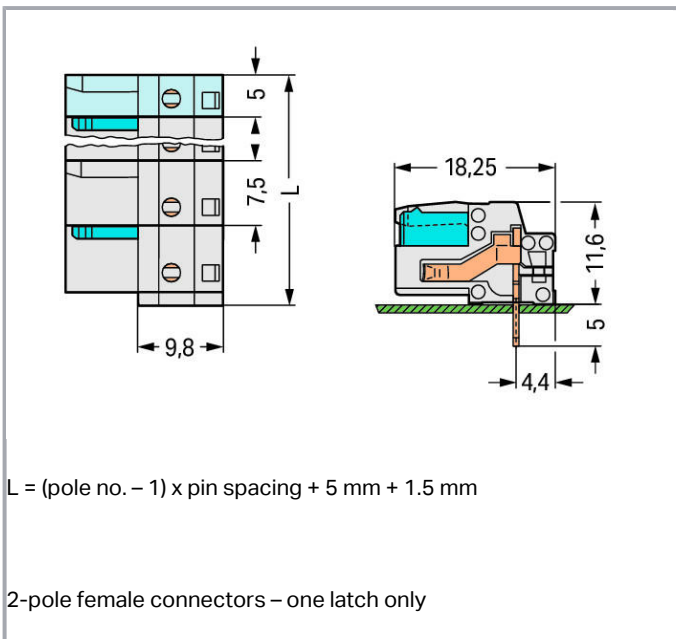 5
7,5
L
9,8
18,25
11,6
5
4,4
L = (pole no. – 1) x pin spacing + 5 mm + 1.5 mm
2-pole female connectors – one latch only